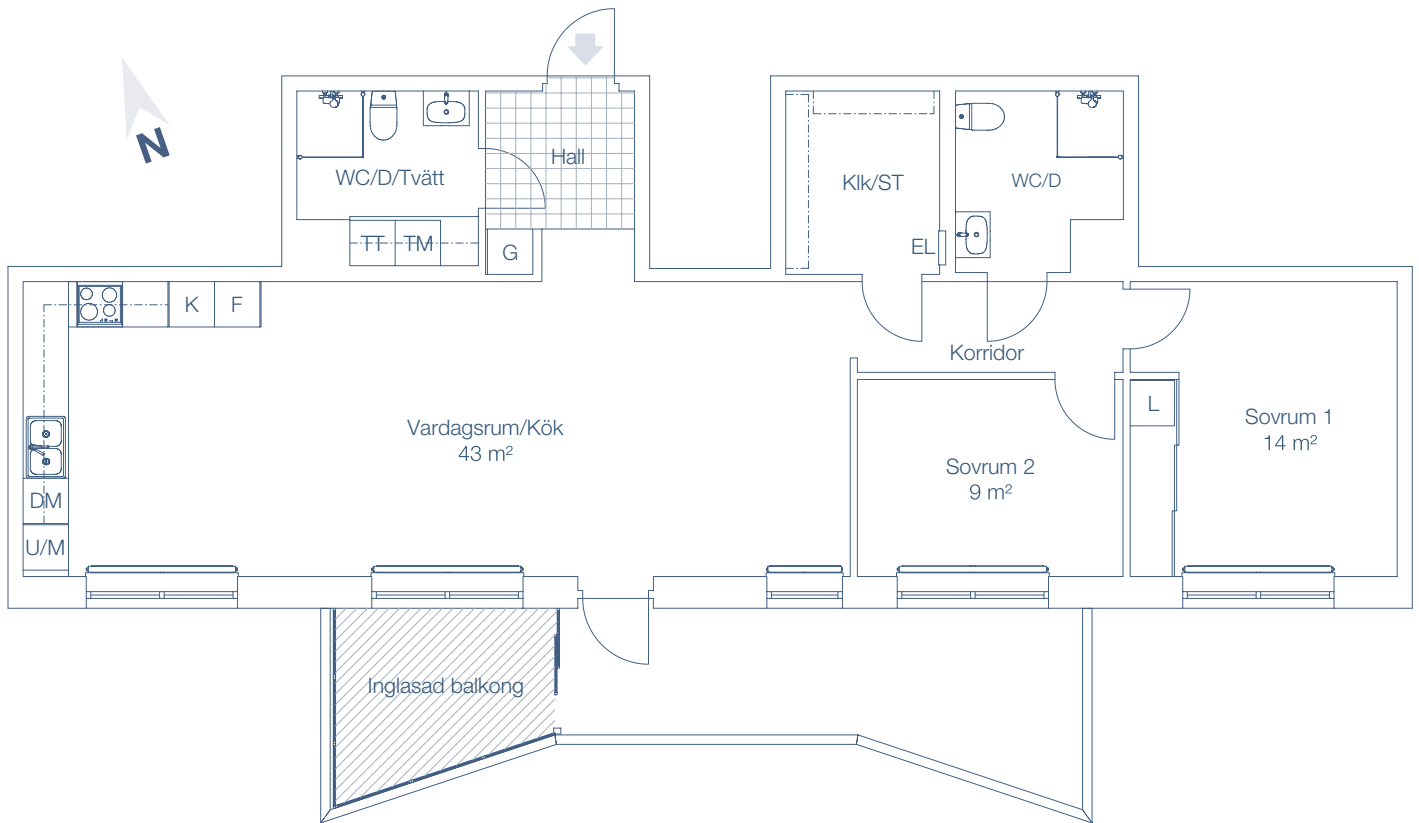 N
WC/D/Tvätt
Hall
Klk/ST
WC/D
TT
TM
G
EL
K
F
Korridor
L
Vardagsrum/Kök
43 m²
Sovrum 1
14 m²
Sovrum 2
9 m²
DM
U/M
Inglasad balkong